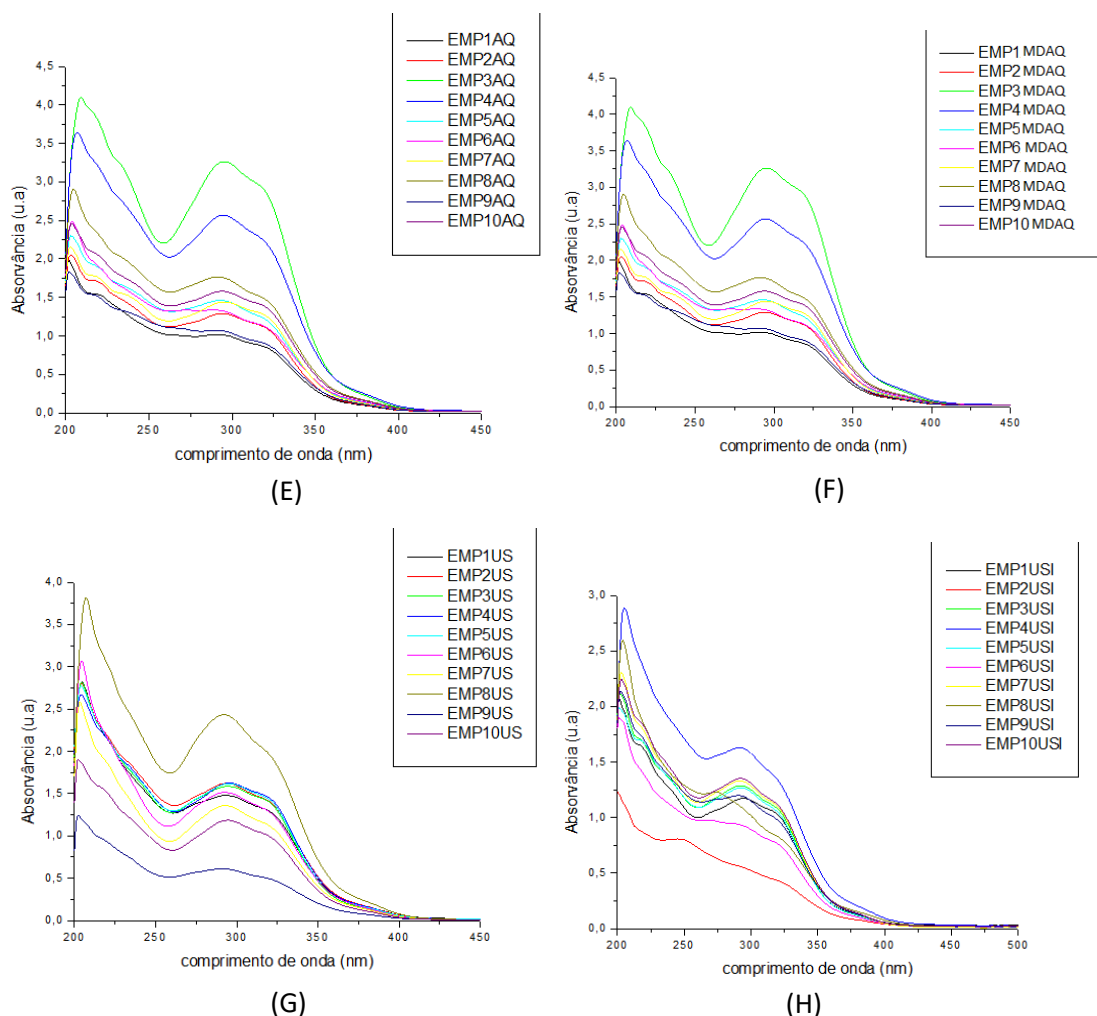 EMP1AQ
EMP2AQ
EMP3AQ
EMP4AQ
EMP5AQ
EMP6AQ
EMP7AQ
EMP8AQ
EMP9AQ
EMP10AQ
4,5
4,0
3,5
3,0
2,5
2,0
1,5
1,0
0,5
0,0
Absorvância (u.a)
200 250 300 350 400 450
comprimento de onda (nm)
(E)
EMP1 MDAQ
EMP2 MDAQ
EMP3 MDAQ
EMP4 MDAQ
EMP5 MDAQ
EMP6 MDAQ
EMP7 MDAQ
EMP8 MDAQ
EMP9 MDAQ
EMP10 MDAQ
4,5
4,0
3,5
3,0
2,5
2,0
1,5
1,0
0,5
0,0
Absorvância (u.a)
200 250 300 350 400 450
comprimento de onda (nm)
(F)
EMP1US
EMP2US
EMP3US
EMP4US
EMP5US
EMP6US
EMP7US
EMP8US
EMP9US
EMP10US
4,0
3,5
3,0
2,5
2,0
1,5
1,0
0,5
0,0
Absorvância (u.a)
200 250 300 350 400 450
comprimento de onda (nm)
(G)
EMP1USI
EMP2USI
EMP3USI
EMP4USI
EMP5USI
EMP6USI
EMP7USI
EMP8USI
EMP9USI
EMP10USI
3,0
2,5
2,0
1,5
1,0
0,5
0,0
Absorvância (u.a)
200 250 300 350 400 450 500
comprimento de onda (nm)
(H)